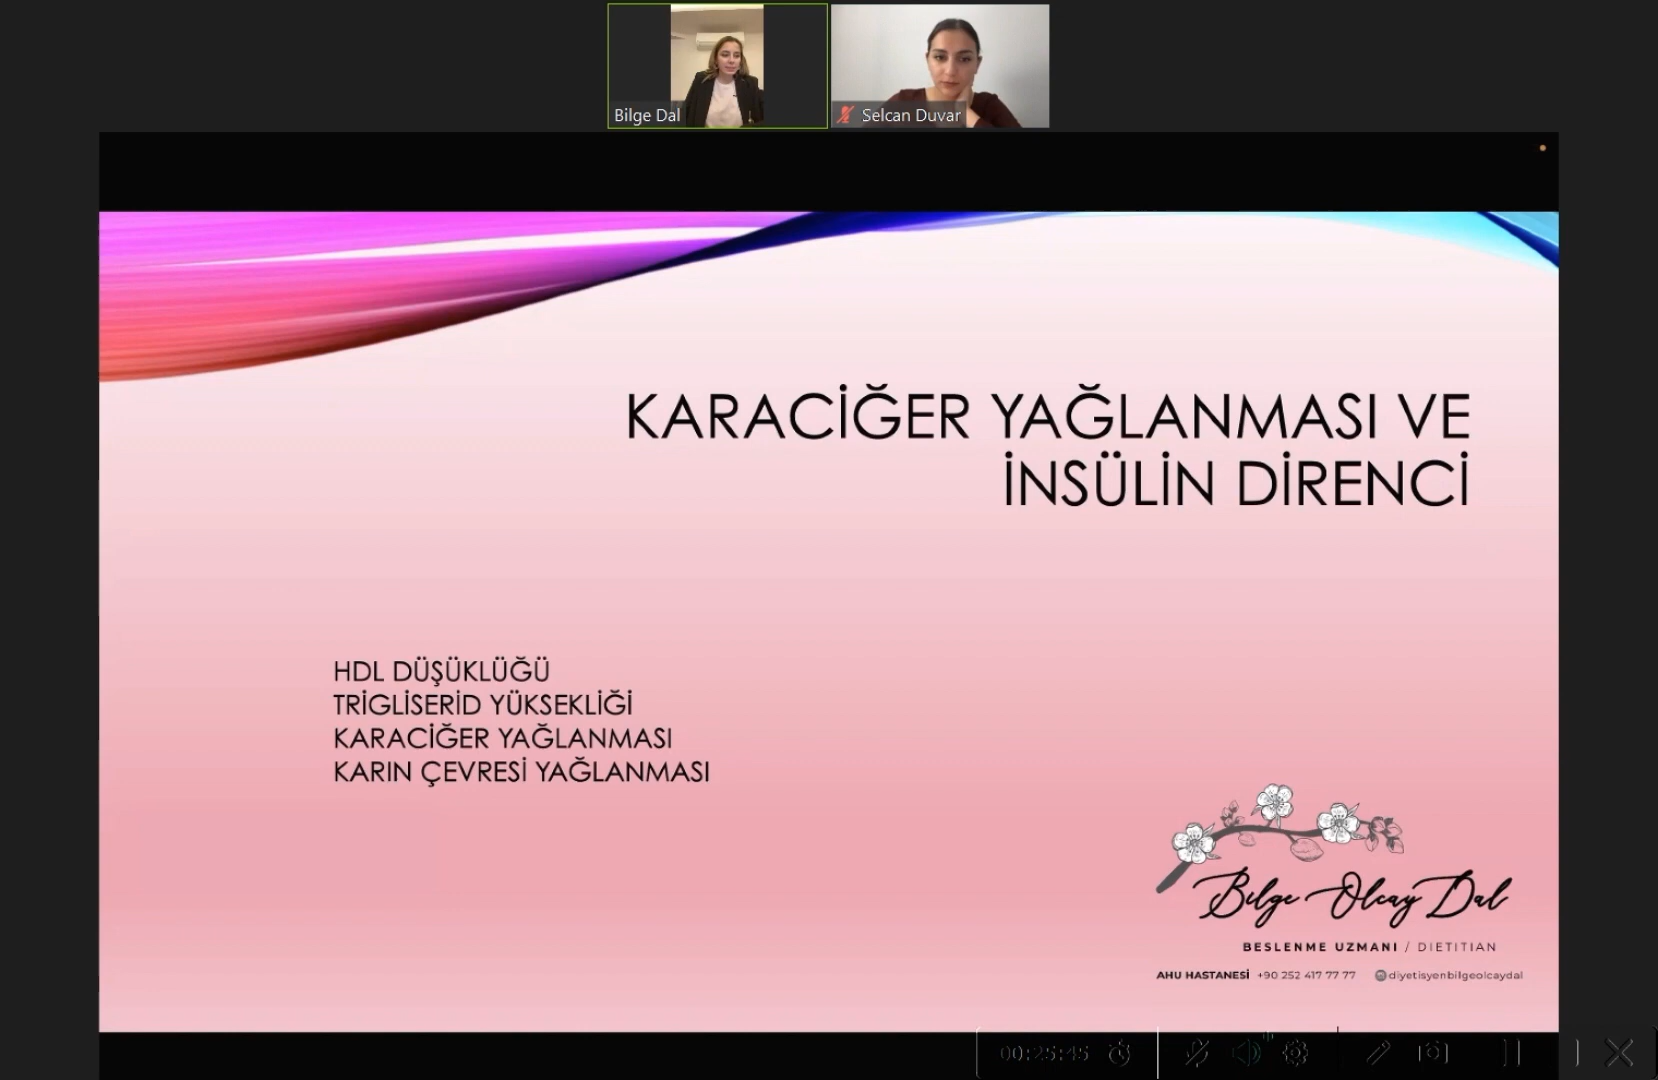 Bilge Dal
Selcan Duvar
KARACİĞER YAĞLANMASI VE
İNSÜLİN DİRENCİ
HDL DÜŞÜKLÜĞÜ
TRİGLİSERİD YÜKSEKLİĞİ
KARACİĞER YAĞLANMASI
KARIN ÇEVRESİ YAĞLANMASI
Bilge Olcay Dal
BESLENME UZMANI / DIETITIAN
AHU HASTANESİ +90 252 417 77 77 diyetisyenbilgeolcaydal
00:25:45